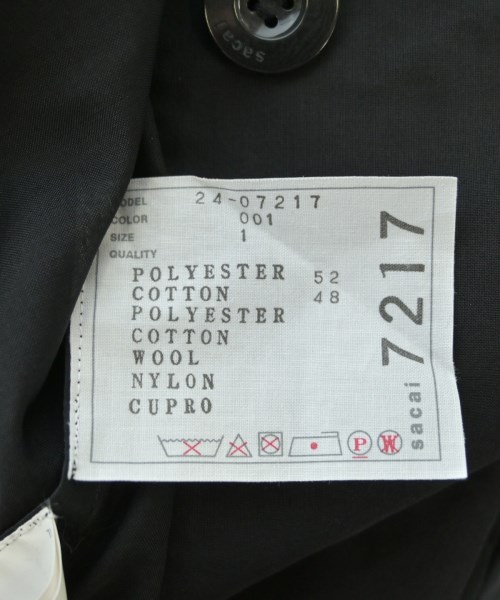 sacai
MODEL 24-07217
COLOR 001
SIZE 1
QUALITY
POLYESTER 52
COTTON 48
POLYESTER
COTTON
WOOL
NYLON
CUPRO
P W
sacai 7217